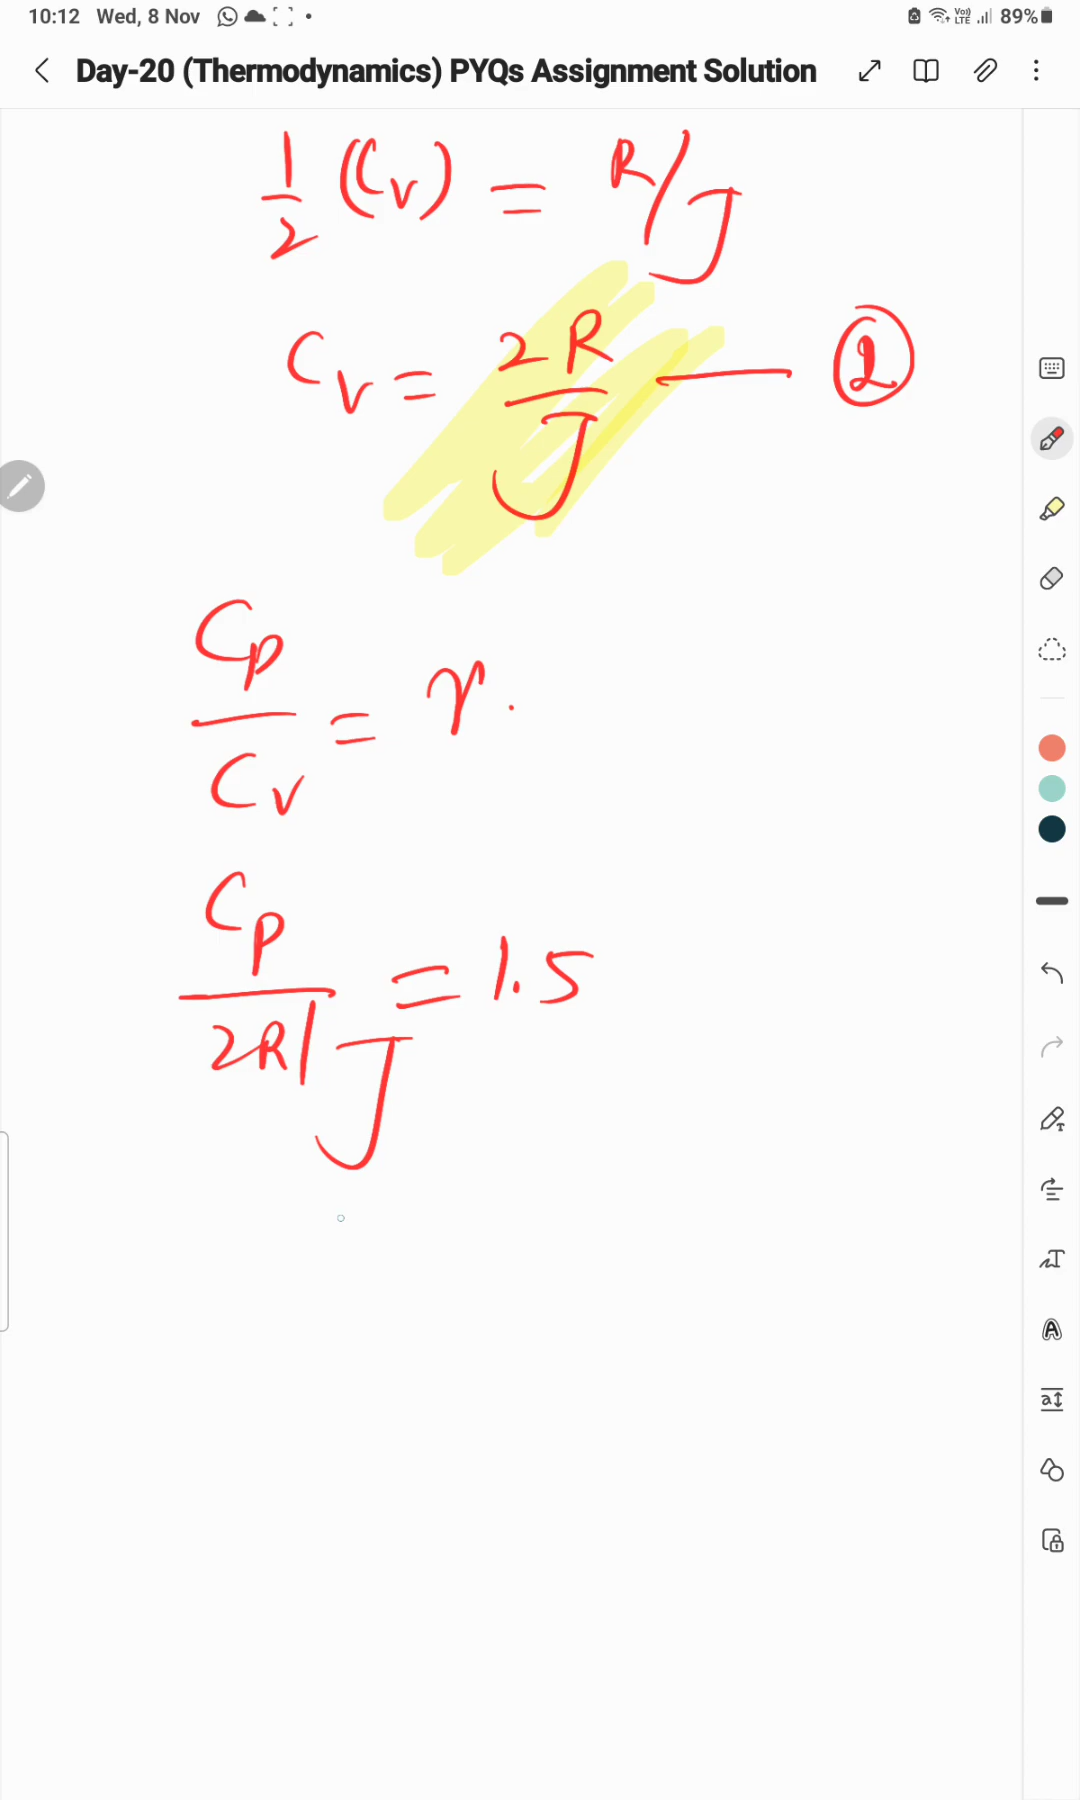 10:12 Wed, 8 Nov 89%
Day-20 (Thermodynamics) PYQs Assignment Solution
1/2 (Cv) = R/J
Cv = 2R/J — 2
Cp/Cv = γ.
Cp/(2R/J) = 1.5